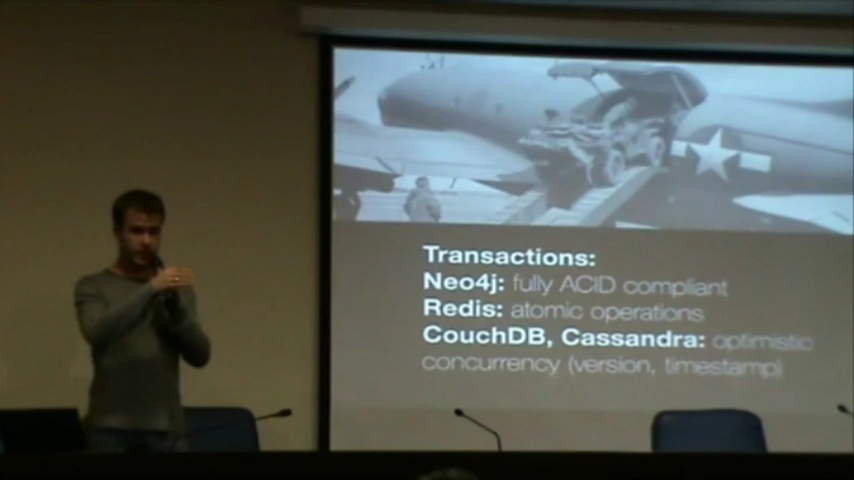 Transactions:
Neo4j: fully ACID compliant
Redis: atomic operations
CouchDB, Cassandra: optimistic
concurrency (version, timestamp)